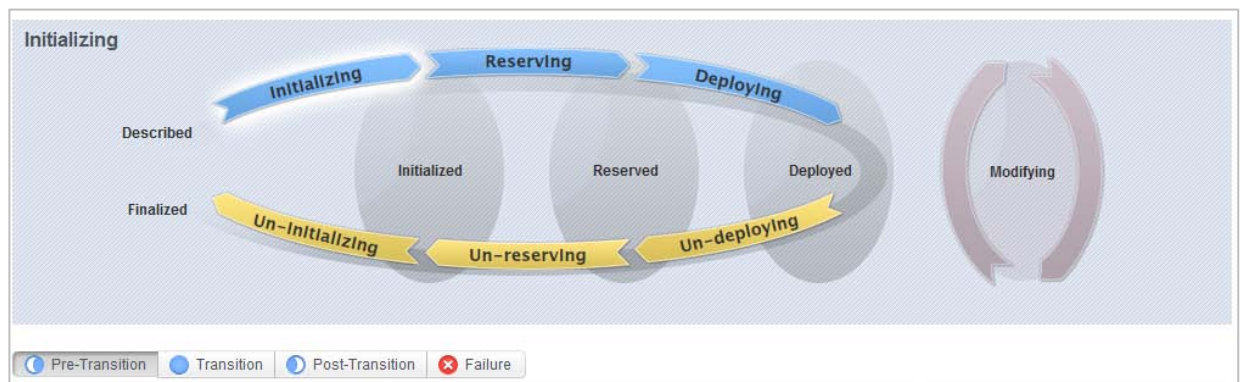 Initializing
Initializing
Reserving
Deploying
Described
Initialized
Reserved
Deployed
Modifying
Finalized
Un-initializing
Un-reserving
Un-deploying
Pre-Transition
Transition
Post-Transition
Failure